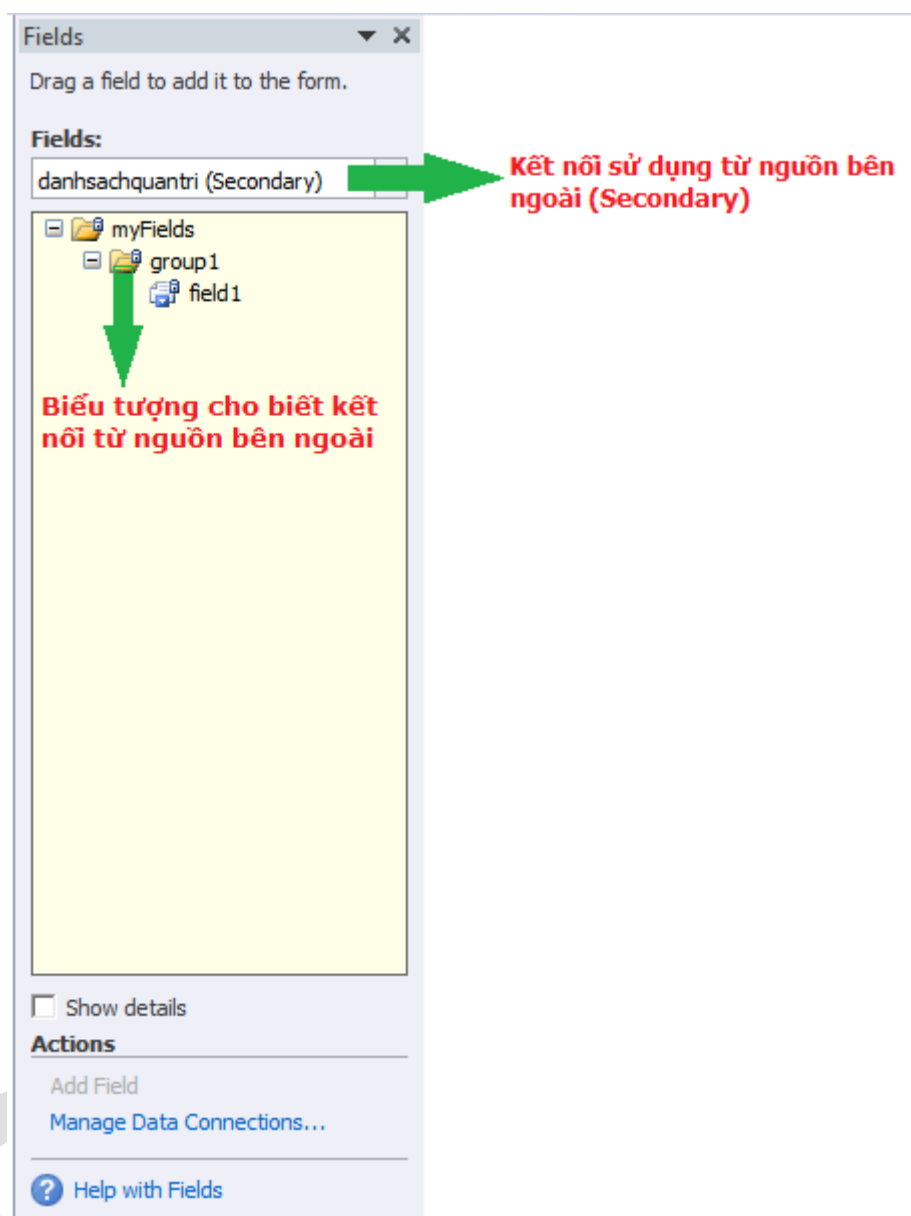 Fields
Drag a field to add it to the form.
Fields:
danhsachquantri (Secondary)
Kết nối sử dụng từ nguồn bên
ngoài (Secondary)
myFields
group1
field1
Biểu tượng cho biết kết
nối từ nguồn bên ngoài
Show details
Actions
Add Field
Manage Data Connections...
Help with Fields